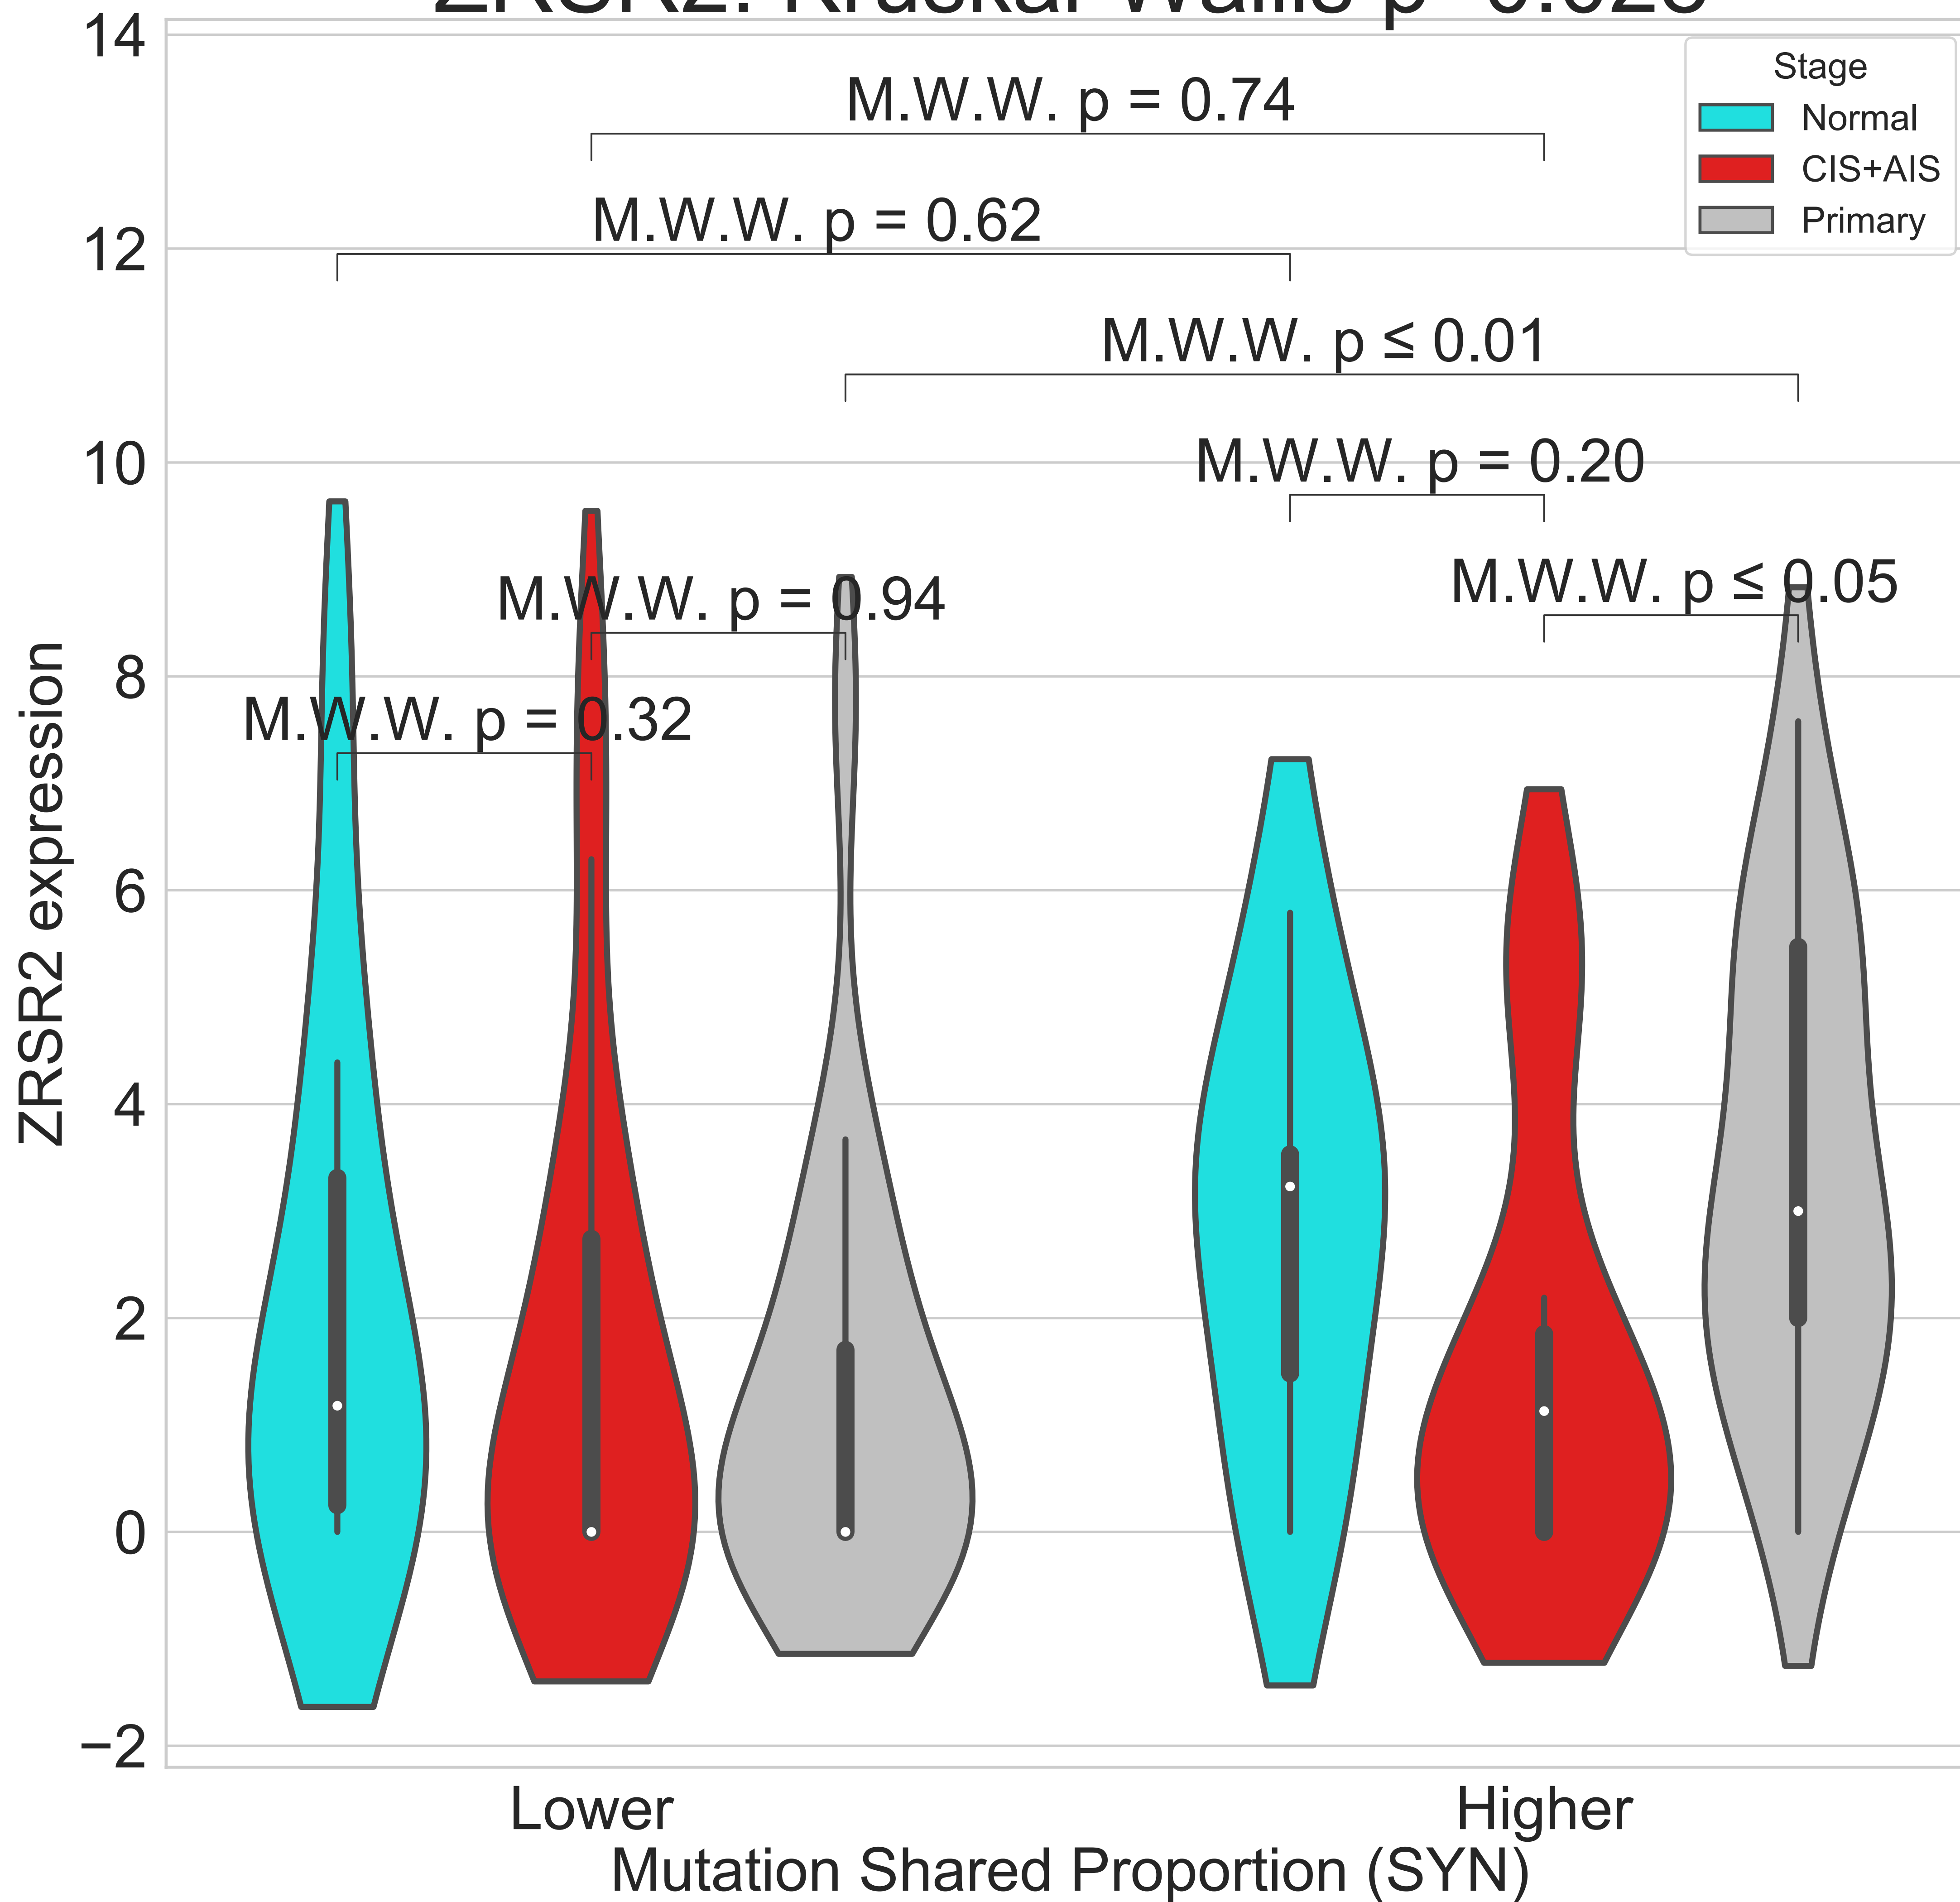 14
Stage
Normal
CIS+AIS
Primary
M.W.W. p = 0.74
12
M.W.W. p = 0.62
M.W.W. p ≤ 0.01
10
M.W.W. p = 0.20
M.W.W. p = 0.94
M.W.W. p ≤ 0.05
8
M.W.W. p = 0.32
6
4
2
0
−2
ZRSR2 expression
Lower
Higher
Mutation Shared Proportion (SYN)